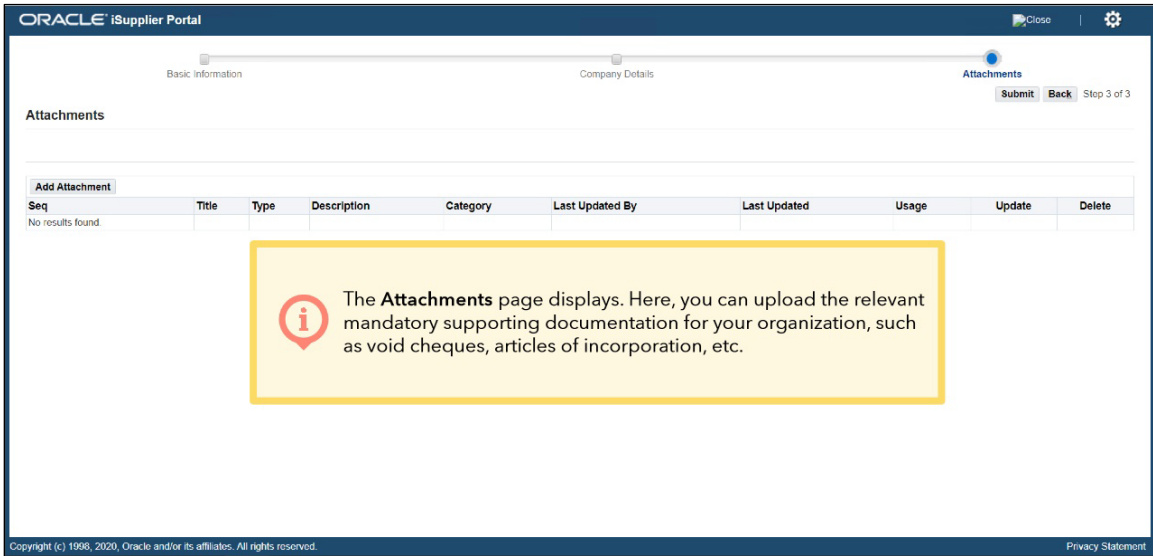 ORACLE iSupplier Portal
Close |
Basic Information Company Details Attachments
Submit Back Step 3 of 3
Attachments
Add Attachment
Seq Title Type Description Category Last Updated By Last Updated Usage Update Delete
No results found.
The Attachments page displays. Here, you can upload the relevant
mandatory supporting documentation for your organization, such
as void cheques, articles of incorporation, etc.
Copyright (c) 1998, 2020, Oracle and/or its affiliates. All rights reserved. Privacy Statement